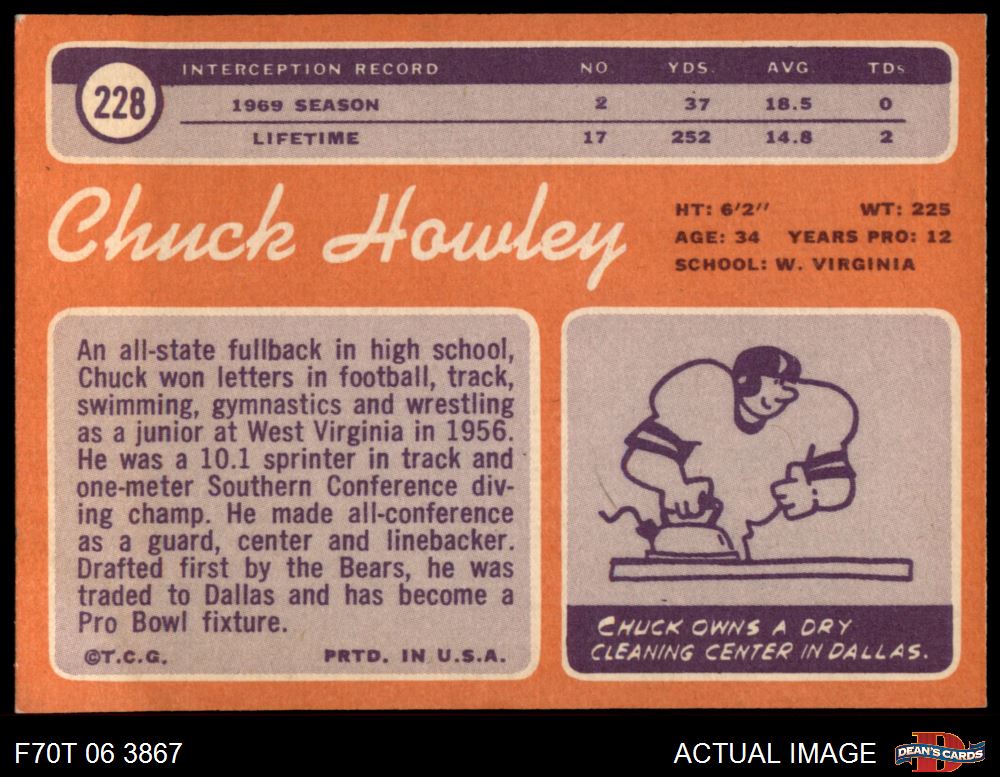 INTERCEPTION RECORD NO. YDS. AVG. TDs
228
1969 SEASON 2 37 18.5 0
LIFETIME 17 252 14.8 2
Chuck Howley
HT: 6'2" WT: 225
AGE: 34 YEARS PRO: 12
SCHOOL: W. VIRGINIA
An all-state fullback in high school,
Chuck won letters in football, track,
swimming, gymnastics and wrestling
as a junior at West Virginia in 1956.
He was a 10.1 sprinter in track and
one-meter Southern Conference div-
ing champ. He made all-conference
as a guard, center and linebacker.
Drafted first by the Bears, he was
traded to Dallas and has become a
Pro Bowl fixture.
©T.C.G. PRTD. IN U.S.A.
CHUCK OWNS A DRY
CLEANING CENTER IN DALLAS.
F70T 06 3867 ACTUAL IMAGE
D
DEAN'S CARDS